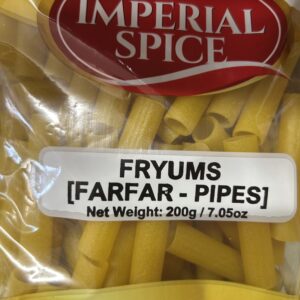 IMPERIAL
SPICE
FRYUMS
[FARFAR - PIPES]
Net Weight: 200g / 7.05oz